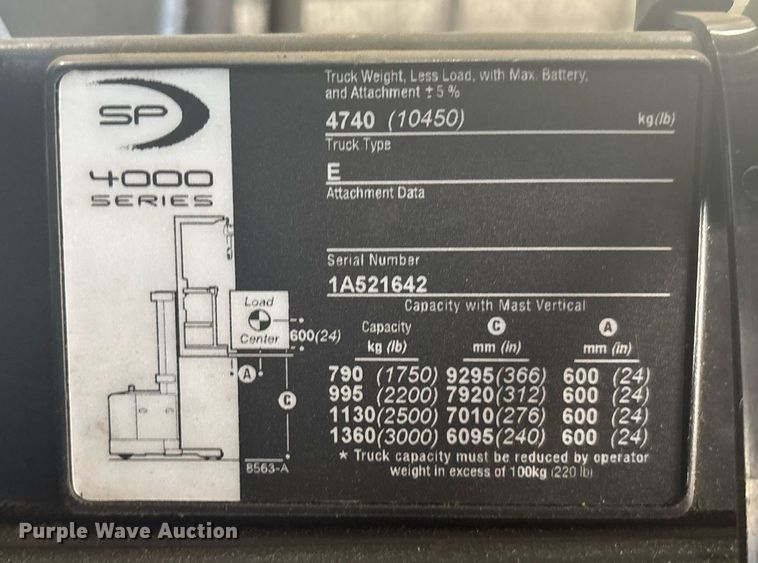 SP
4000
SERIES
Load
Center
600(24)
A
C
8563-A
Truck Weight, Less Load, with Max. Battery,
and Attachment ± 5 %
4740 (10450) kg(lb)
Truck Type
E
Attachment Data
Serial Number
1A521642
Capacity with Mast Vertical
Capacity C A
kg (lb) mm (in) mm (in)
790 (1750) 9295 (366) 600 (24)
995 (2200) 7920 (312) 600 (24)
1130 (2500) 7010 (276) 600 (24)
1360 (3000) 6095 (240) 600 (24)
* Truck capacity must be reduced by operator
weight in excess of 100kg (220 lb)
Purple Wave Auction